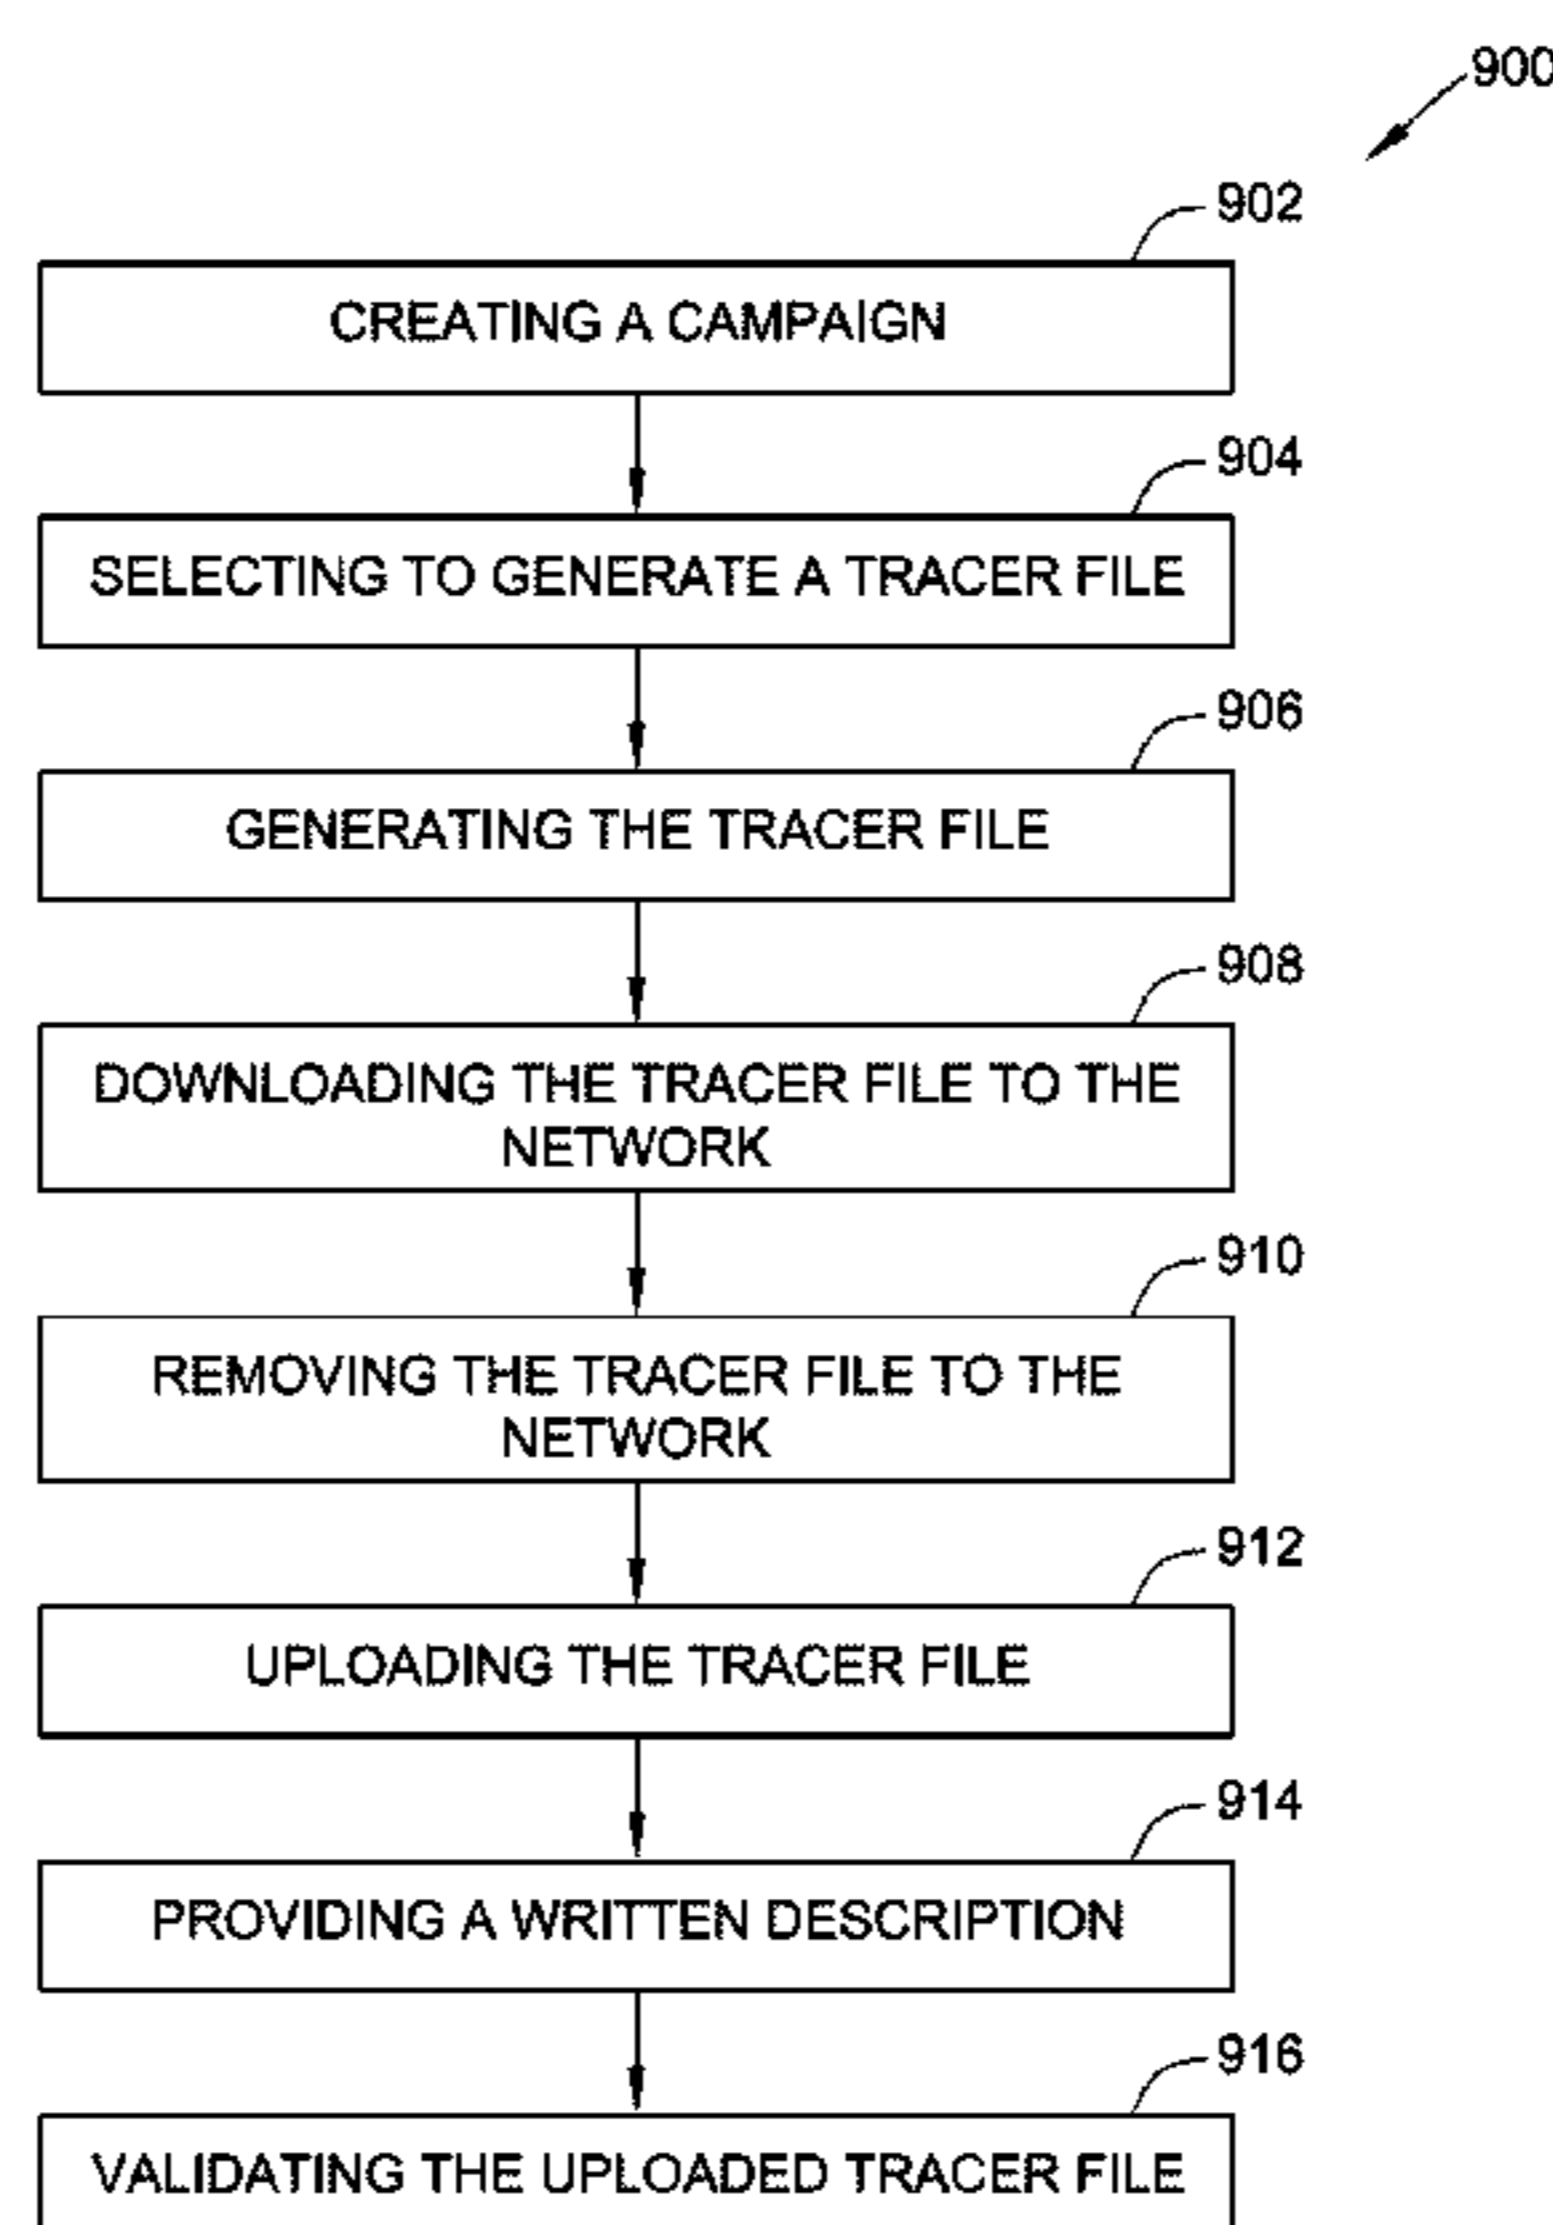 900
902
CREATING A CAMPAIGN
904
SELECTING TO GENERATE A TRACER FILE
906
GENERATING THE TRACER FILE
908
DOWNLOADING THE TRACER FILE TO THE
NETWORK
910
REMOVING THE TRACER FILE TO THE
NETWORK
912
UPLOADING THE TRACER FILE
914
PROVIDING A WRITTEN DESCRIPTION
916
VALIDATING THE UPLOADED TRACER FILE